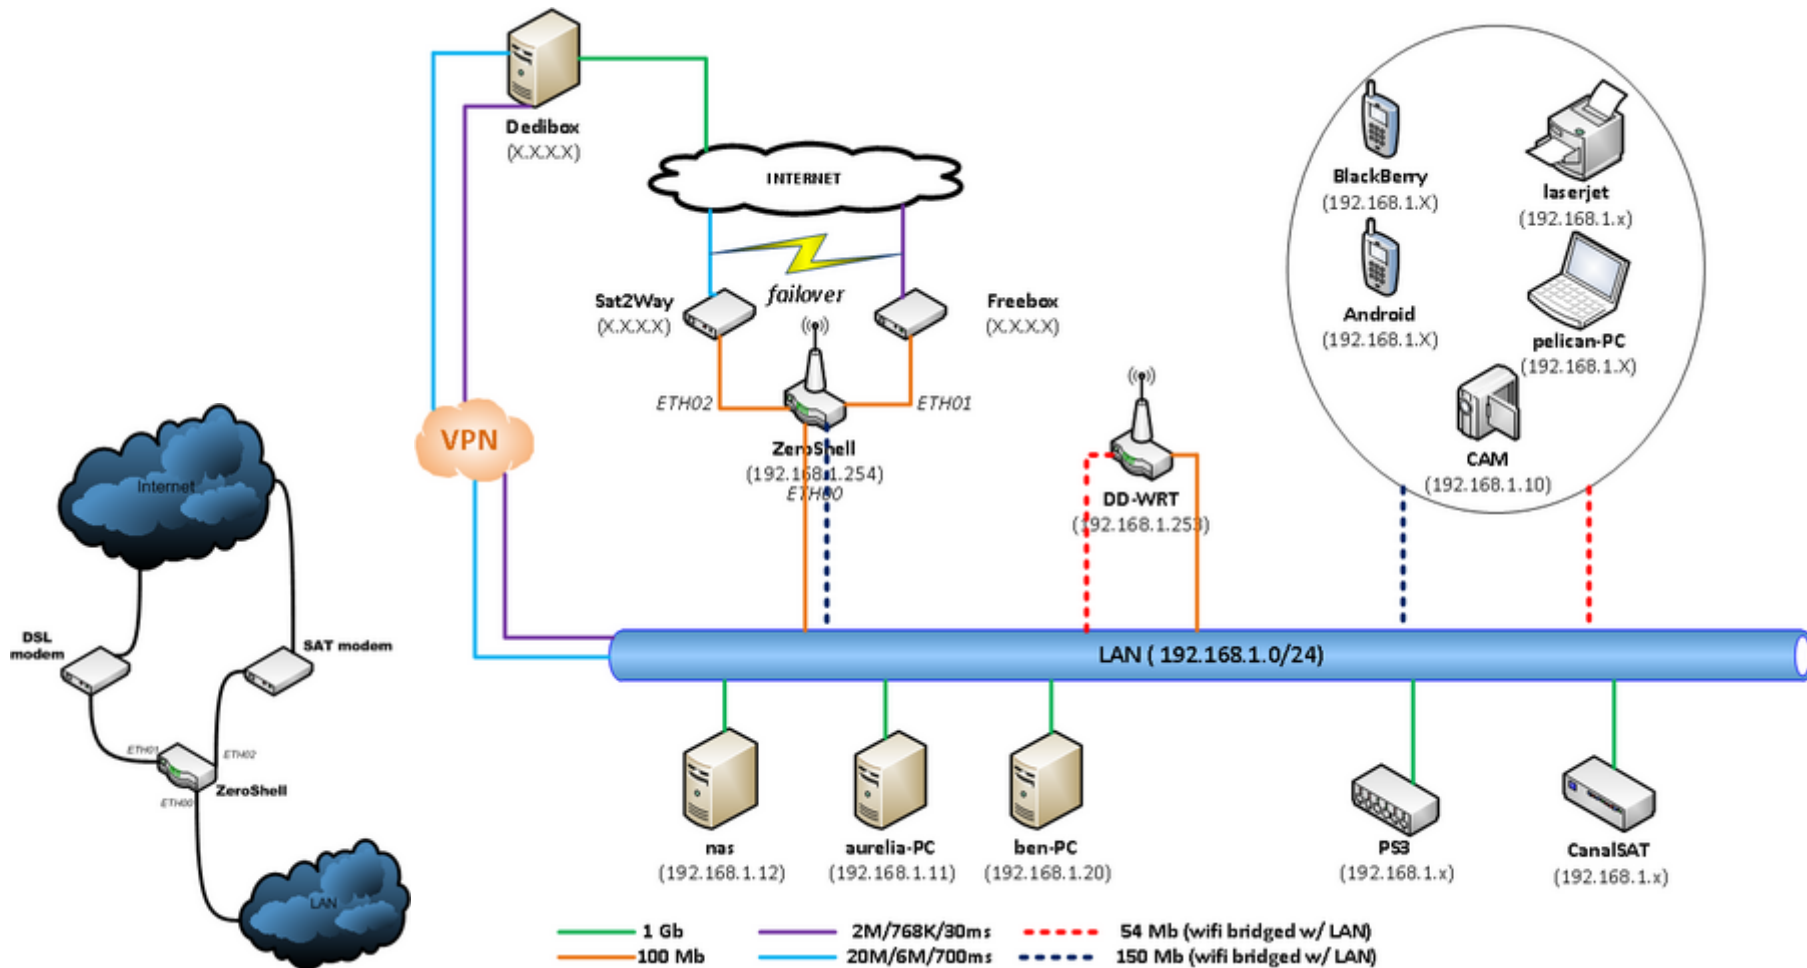 Dedibox
(X.X.X.X)
INTERNET
Sat2Way
(X.X.X.X)
failover
Freebox
(X.X.X.X)
ETH02
ETH01
ZeroShell
(192.168.1.254)
ETH00
VPN
DD-WRT
(192.168.1.253)
BlackBerry
(192.168.1.X)
laserjet
(192.168.1.x)
Android
(192.168.1.X)
pelican-PC
(192.168.1.X)
CAM
(192.168.1.10)
Internet
DSL
modem
SAT modem
ETH01
ETH02
ZeroShell
ETH00
LAN
LAN ( 192.168.1.0/24)
nas
(192.168.1.12)
aurelia-PC
(192.168.1.11)
ben-PC
(192.168.1.20)
PS3
(192.168.1.x)
CanalSAT
(192.168.1.x)
1 Gb
2M/768K/30ms
54 Mb (wifi bridged w/ LAN)
100 Mb
20M/6M/700ms
150 Mb (wifi bridged w/ LAN)